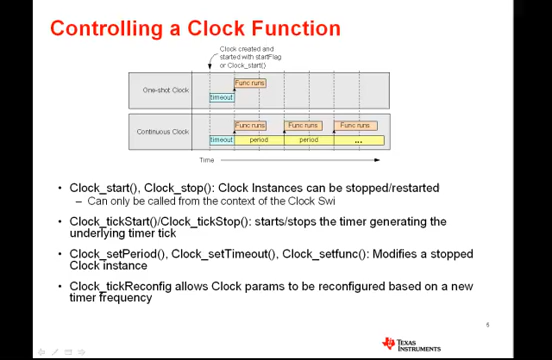 Controlling a Clock Function
Clock created and
started with startFlag
or Clock_start()
One-shot Clock
Func runs
timeout
Continuous Clock
Func runs
Func runs
Func runs
timeout
period
period
...
Time
• Clock_start(), Clock_stop(): Clock Instances can be stopped/restarted
– Can only be called from the context of the Clock Swi
• Clock_tickStart()/Clock_tickStop(): starts/stops the timer generating the
underlying timer tick
• Clock_setPeriod(), Clock_setTimeout(), Clock_setfunc(): Modifies a stopped
Clock instance
• Clock_tickReconfig allows Clock params to be reconfigured based on a new
timer frequency
5
TEXAS
INSTRUMENTS